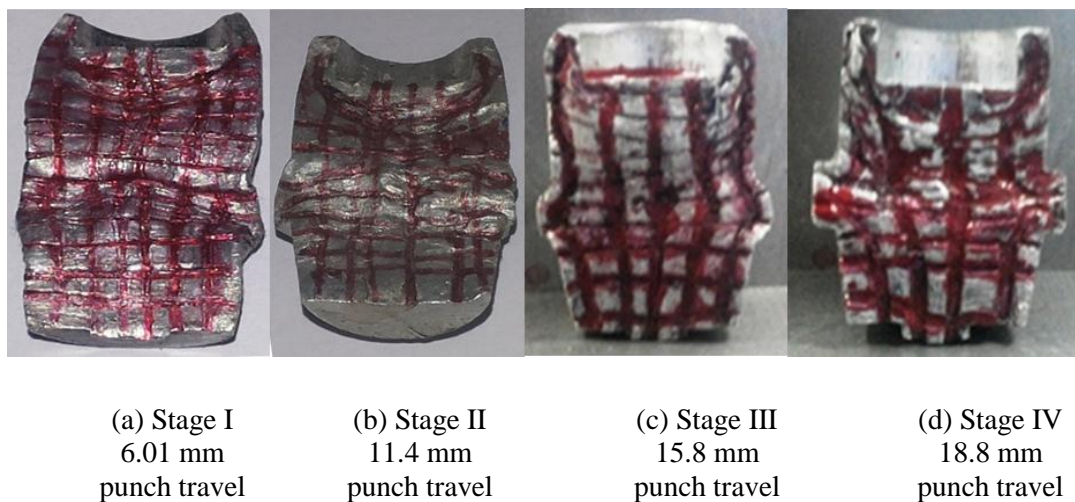 (a) Stage I
6.01 mm
punch travel
(b) Stage II
11.4 mm
punch travel
(c) Stage III
15.8 mm
punch travel
(d) Stage IV
18.8 mm
punch travel